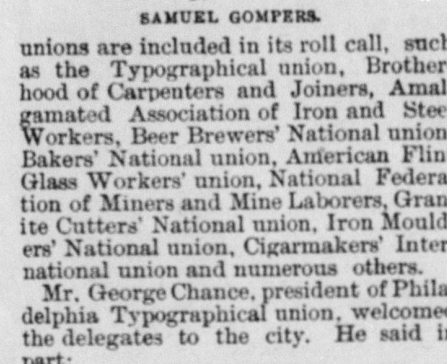 SAMUEL GOMPERS.
unions are included in its roll call, such
as the Typographical union, Brother
hood of Carpenters and Joiners, Amal
gamated Association of Iron and Stee
Workers, Beer Brewers' National union
Bakers' National union, American Flin
Glass Workers' union, National Federa
tion of Miners and Mine Laborers, Gran
ite Cutters' National union, Iron Mould
ers' National union, Cigarmakers' Inter
national union and numerous others.
Mr. George Chance, president of Phila
delphia Typographical union, welcomed
the delegates to the city. He said in
part: